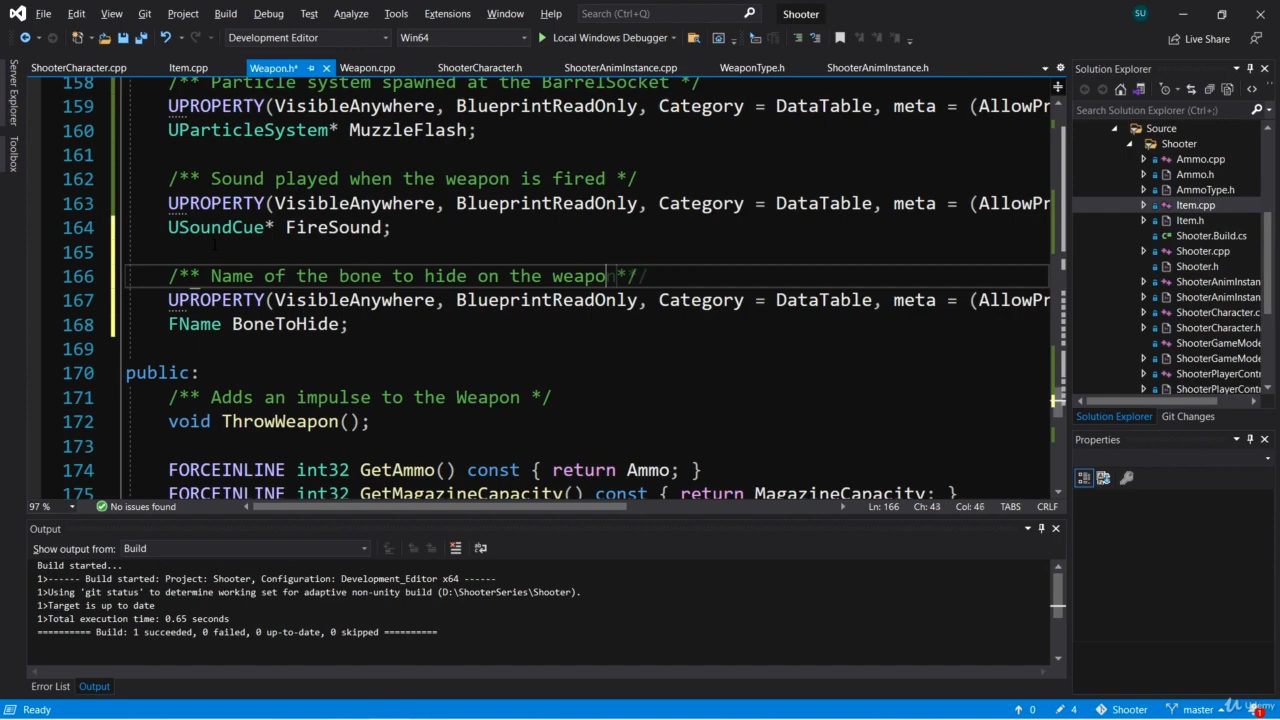 File Edit View Git Project Build Debug Test Analyze Tools Extensions Window Help Search (Ctrl+Q) Shooter SU
Development Editor Win64 Local Windows Debugger Live Share
ShooterCharacter.cpp Item.cpp Weapon.h* Weapon.cpp ShooterCharacter.h ShooterAnimInstance.cpp WeaponType.h ShooterAnimInstance.h
Server Explorer
Toolbox
158 /** Particle system spawned at the BarrelSocket */
159 UPROPERTY(VisibleAnywhere, BlueprintReadOnly, Category = DataTable, meta = (AllowPr
160 UParticleSystem* MuzzleFlash;
161
162 /** Sound played when the weapon is fired */
163 UPROPERTY(VisibleAnywhere, BlueprintReadOnly, Category = DataTable, meta = (AllowPr
164 USoundCue* FireSound;
165
166 /** Name of the bone to hide on the weapon */
167 UPROPERTY(VisibleAnywhere, BlueprintReadOnly, Category = DataTable, meta = (AllowPr
168 FName BoneToHide;
169
170 public:
171 /** Adds an impulse to the Weapon */
172 void ThrowWeapon();
173
174 FORCEINLINE int32 GetAmmo() const { return Ammo; }
175 FORCEINLINE int32 GetMagazineCapacity() const { return MagazineCapacity; }
97 % No issues found Ln: 166 Ch: 43 Col: 46 TABS CRLF
Output
Show output from: Build
Build started...
1>------ Build started: Project: Shooter, Configuration: Development_Editor x64 ------
1>Using 'git status' to determine working set for adaptive non-unity build (D:\ShooterSeries\Shooter).
1>Target is up to date
1>Total execution time: 0.65 seconds
========== Build: 1 succeeded, 0 failed, 0 up-to-date, 0 skipped ==========
Error List Output
Solution Explorer
Search Solution Explorer
Source
Shooter
Ammo.cpp
Ammo.h
AmmoType.h
Item.cpp
Item.h
Shooter.Build.cs
Shooter.cpp
Shooter.h
ShooterAnimInstan
ShooterAnimInstan
ShooterCharacter.c
ShooterCharacter.h
ShooterGameMode
ShooterGameMode
ShooterPlayerContr
ShooterPlayerContr
Solution Explorer Git Changes
Properties
Ready 0 4 Shooter master 1
Udemy